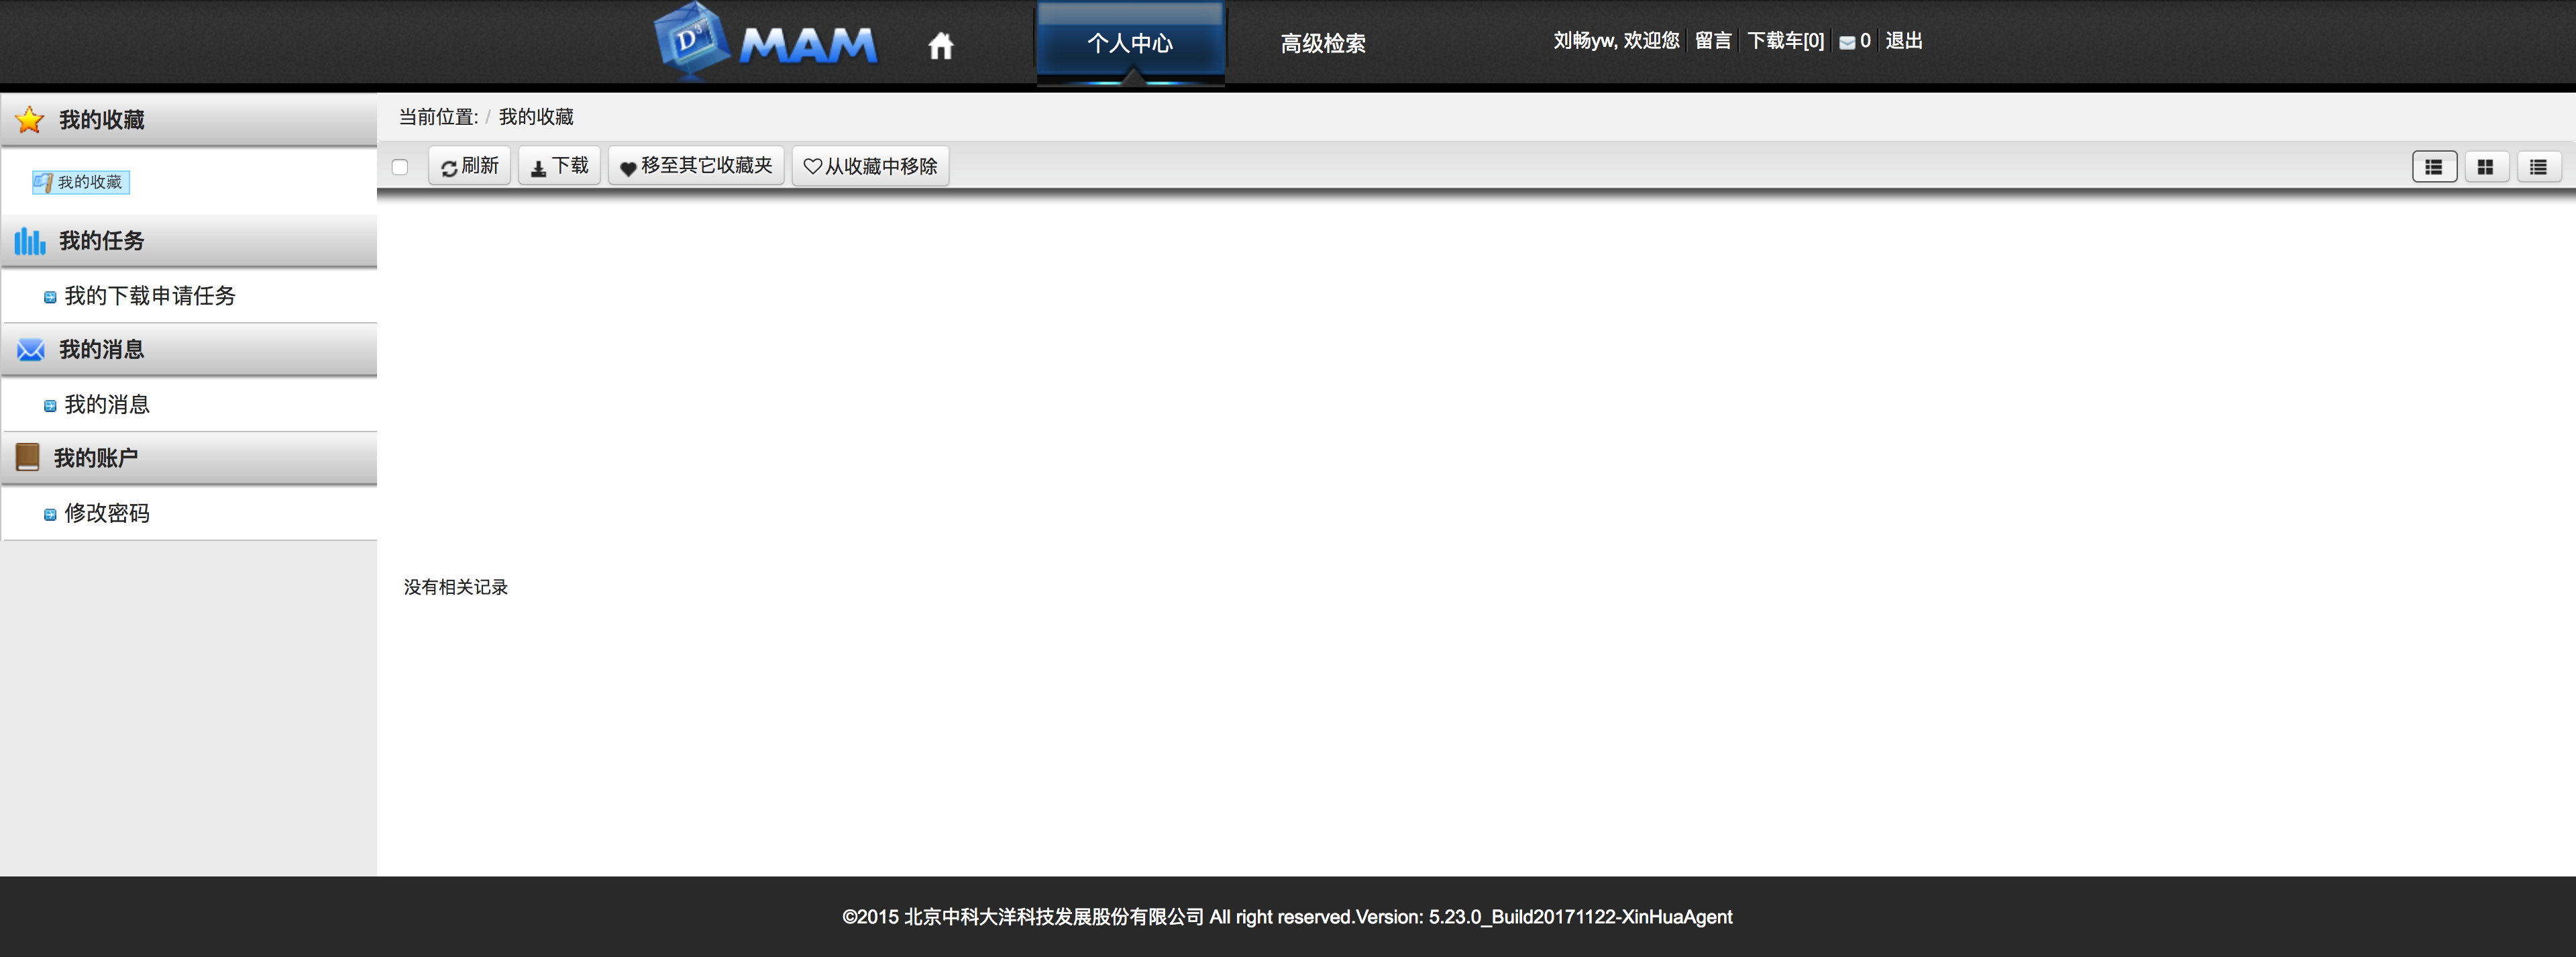 D³ MAM
个人中心
高级检索
刘畅yw, 欢迎您 留言 下载车[0] 0 退出
我的收藏
我的收藏
我的任务
我的下载申请任务
我的消息
我的消息
我的账户
修改密码
当前位置: / 我的收藏
刷新 下载 移至其它收藏夹 从收藏中移除
没有相关记录
©2015 北京中科大洋科技发展股份有限公司 All right reserved.Version: 5.23.0_Build20171122-XinHuaAgent